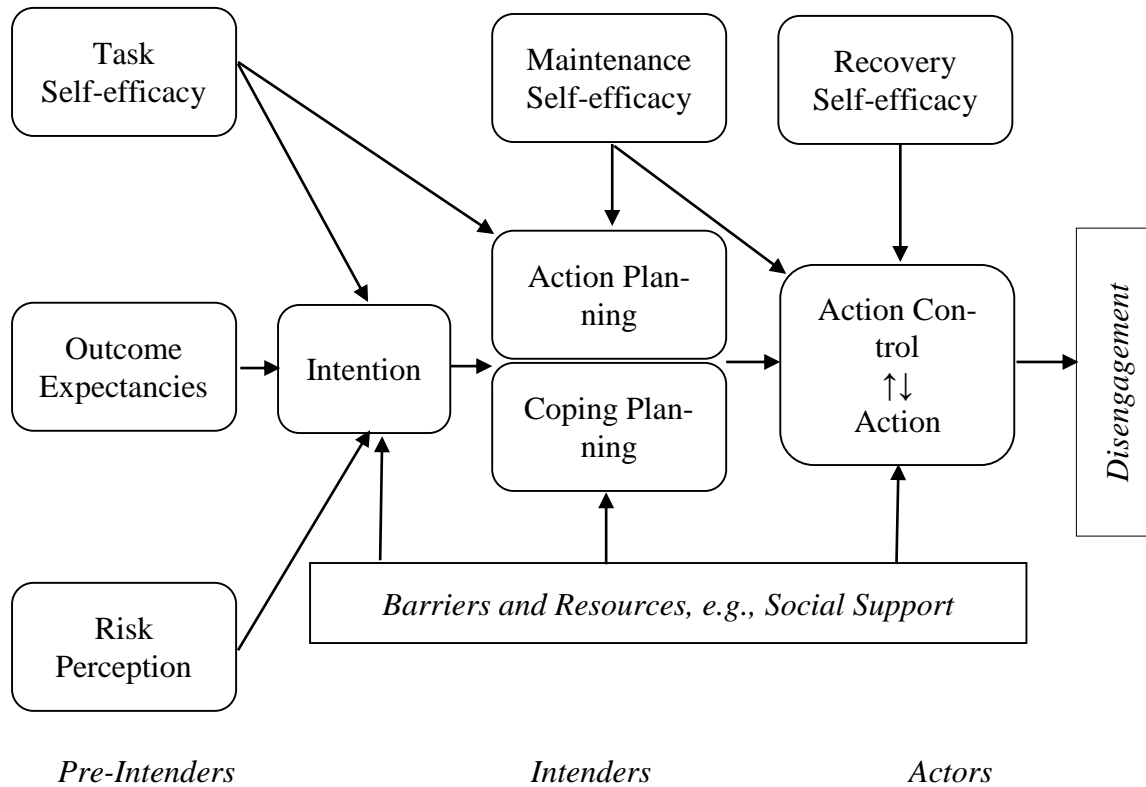 Task
Self-efficacy
Maintenance
Self-efficacy
Recovery
Self-efficacy
Outcome
Expectancies
Intention
Action Plan-
ning
Coping Plan-
ning
Action Con-
trol
↑↓
Action
Disengagement
Risk
Perception
Barriers and Resources, e.g., Social Support
Pre-Intenders
Intenders
Actors